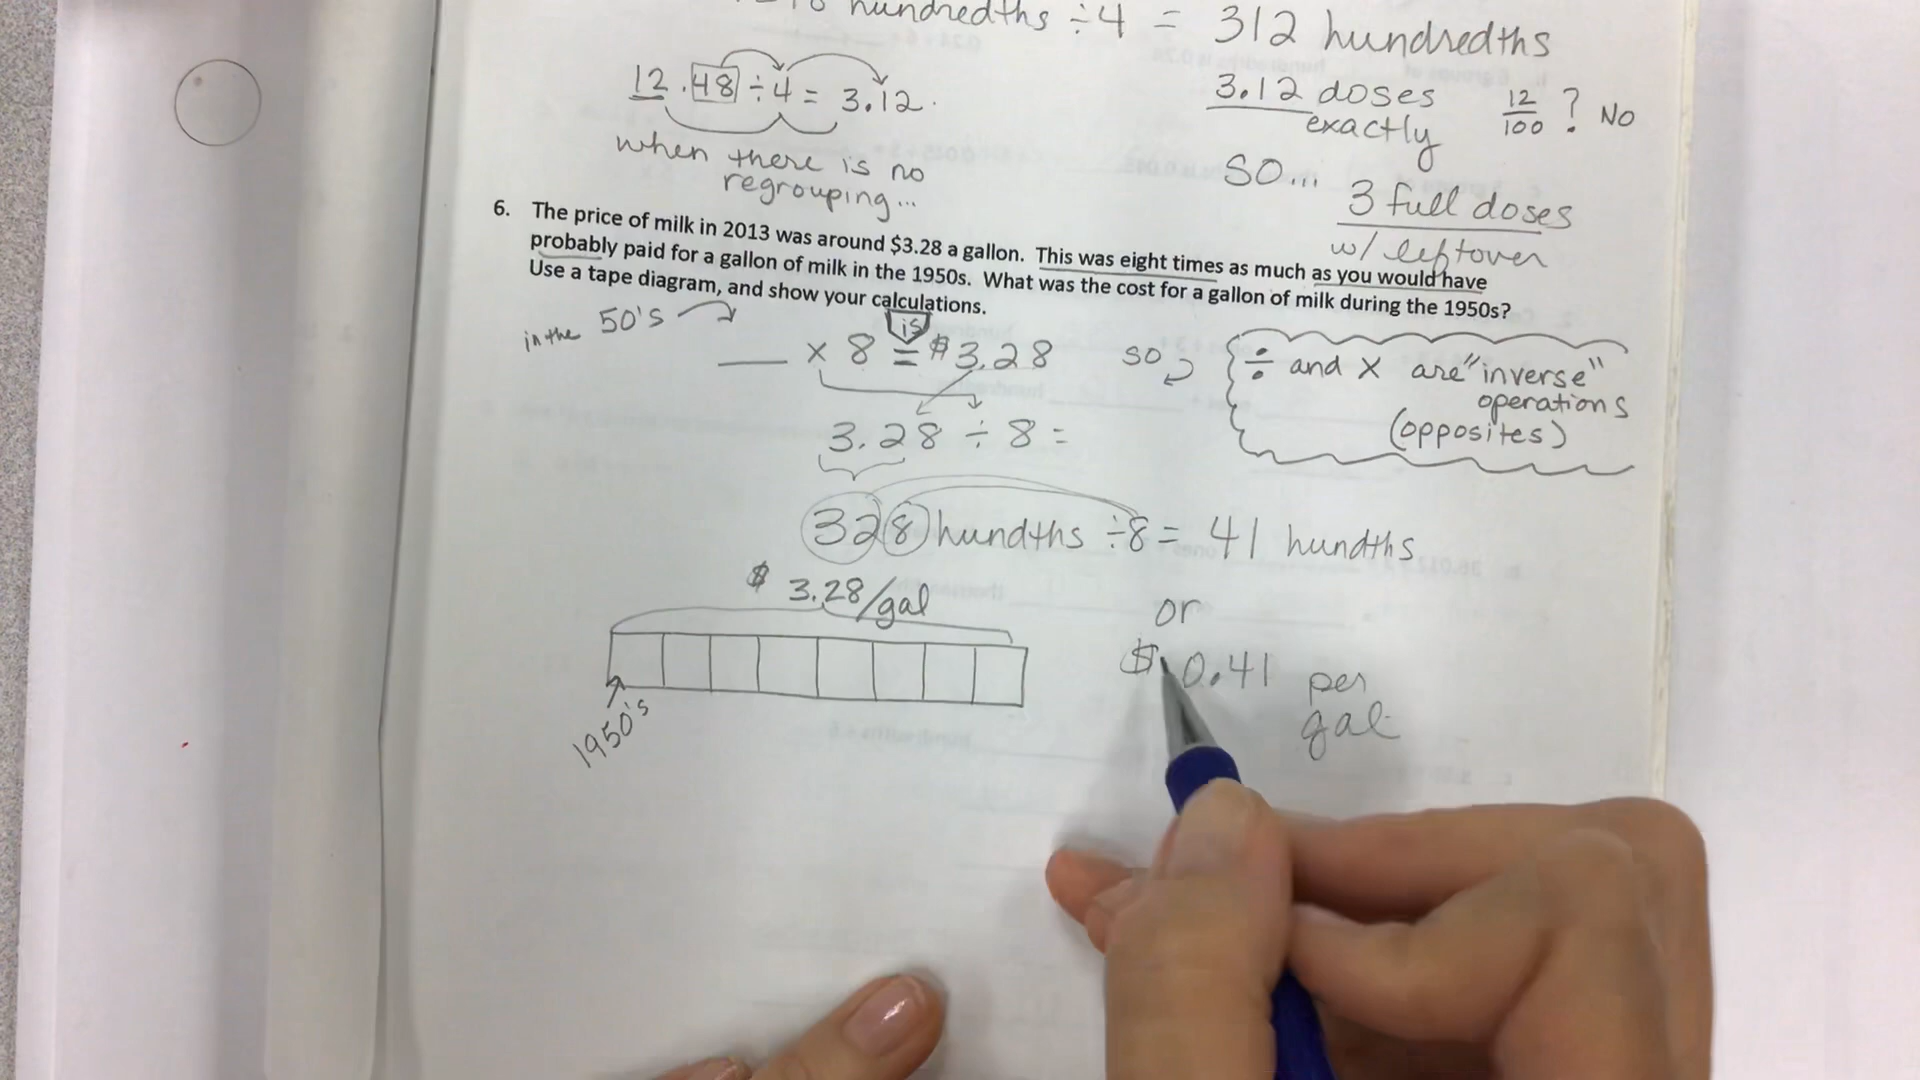 hundredths ÷4 = 312 hundredths
12.48 ÷ 4 = 3.12.
when there is no
regrouping...
3.12 doses
exactly
12/100 ? NO
SO...
3 full doses
w/ leftover
6. The price of milk in 2013 was around $3.28 a gallon. This was eight times as much as you would have
probably paid for a gallon of milk in the 1950s. What was the cost for a gallon of milk during the 1950s?
Use a tape diagram, and show your calculations.
in the 50's
is
___ x 8 = $3.28
so
÷ and X are "inverse"
operations
(opposites)
3.28 ÷ 8 =
328 hundths ÷8= 41 hundths
$ 3.28/gal
1950's
or
$ 0.41 per
gal